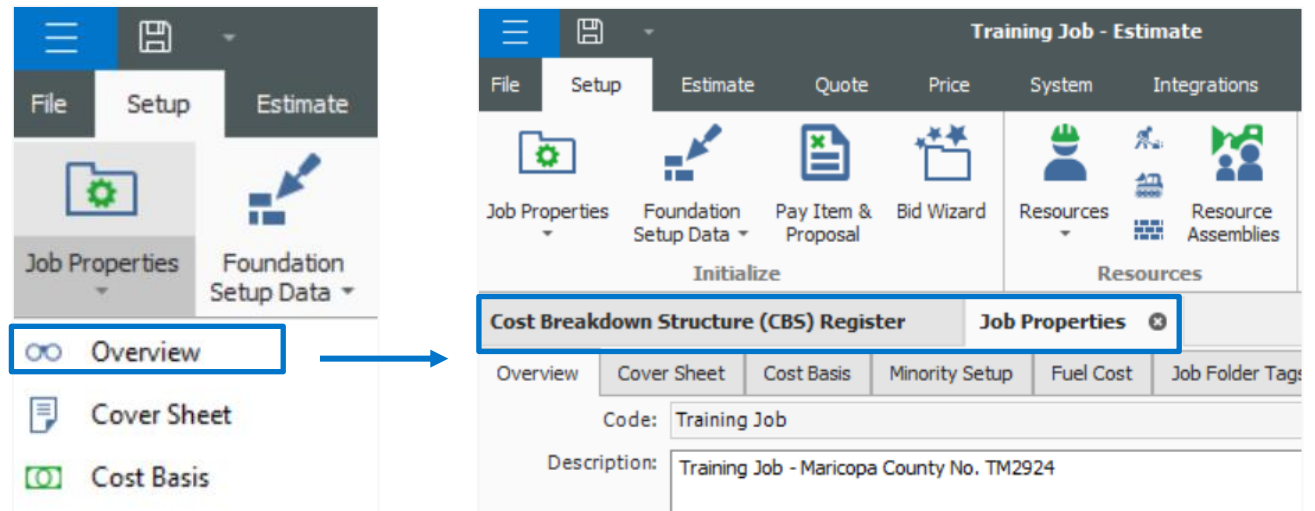 File Setup Estimate
Job Properties
Foundation
Setup Data
Overview
Cover Sheet
Cost Basis
Training Job - Estimate
File Setup Estimate Quote Price System Integrations
Job Properties
Foundation
Setup Data
Pay Item &
Proposal
Bid Wizard
Resources
Resource
Assemblies
Initialize
Resources
Cost Breakdown Structure (CBS) Register Job Properties
Overview Cover Sheet Cost Basis Minority Setup Fuel Cost Job Folder Tags
Code: Training Job
Description: Training Job - Maricopa County No. TM2924